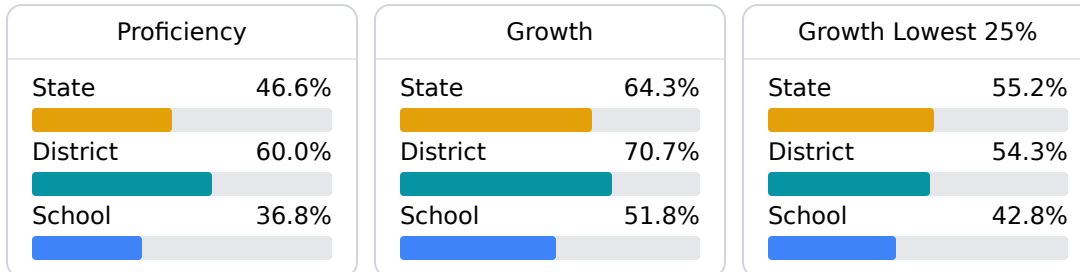 Proficiency
State 46.6%
District 60.0%
School 36.8%
Growth
State 64.3%
District 70.7%
School 51.8%
Growth Lowest 25%
State 55.2%
District 54.3%
School 42.8%